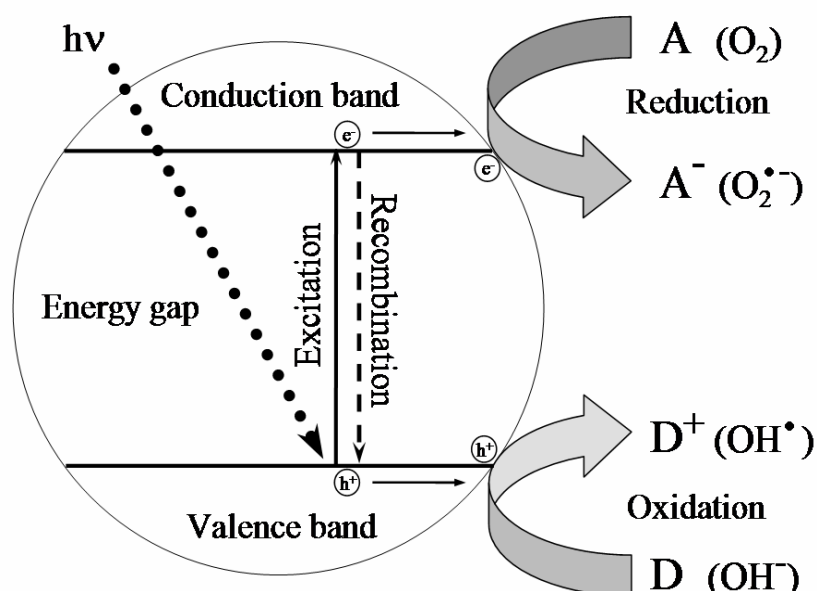 hν
A (O₂)
Conduction band
Reduction
e⁻
e⁻
A⁻ (O₂•⁻)
Excitation
Recombination
Energy gap
D⁺ (OH•)
h⁺
h⁺
Oxidation
Valence band
D (OH⁻)